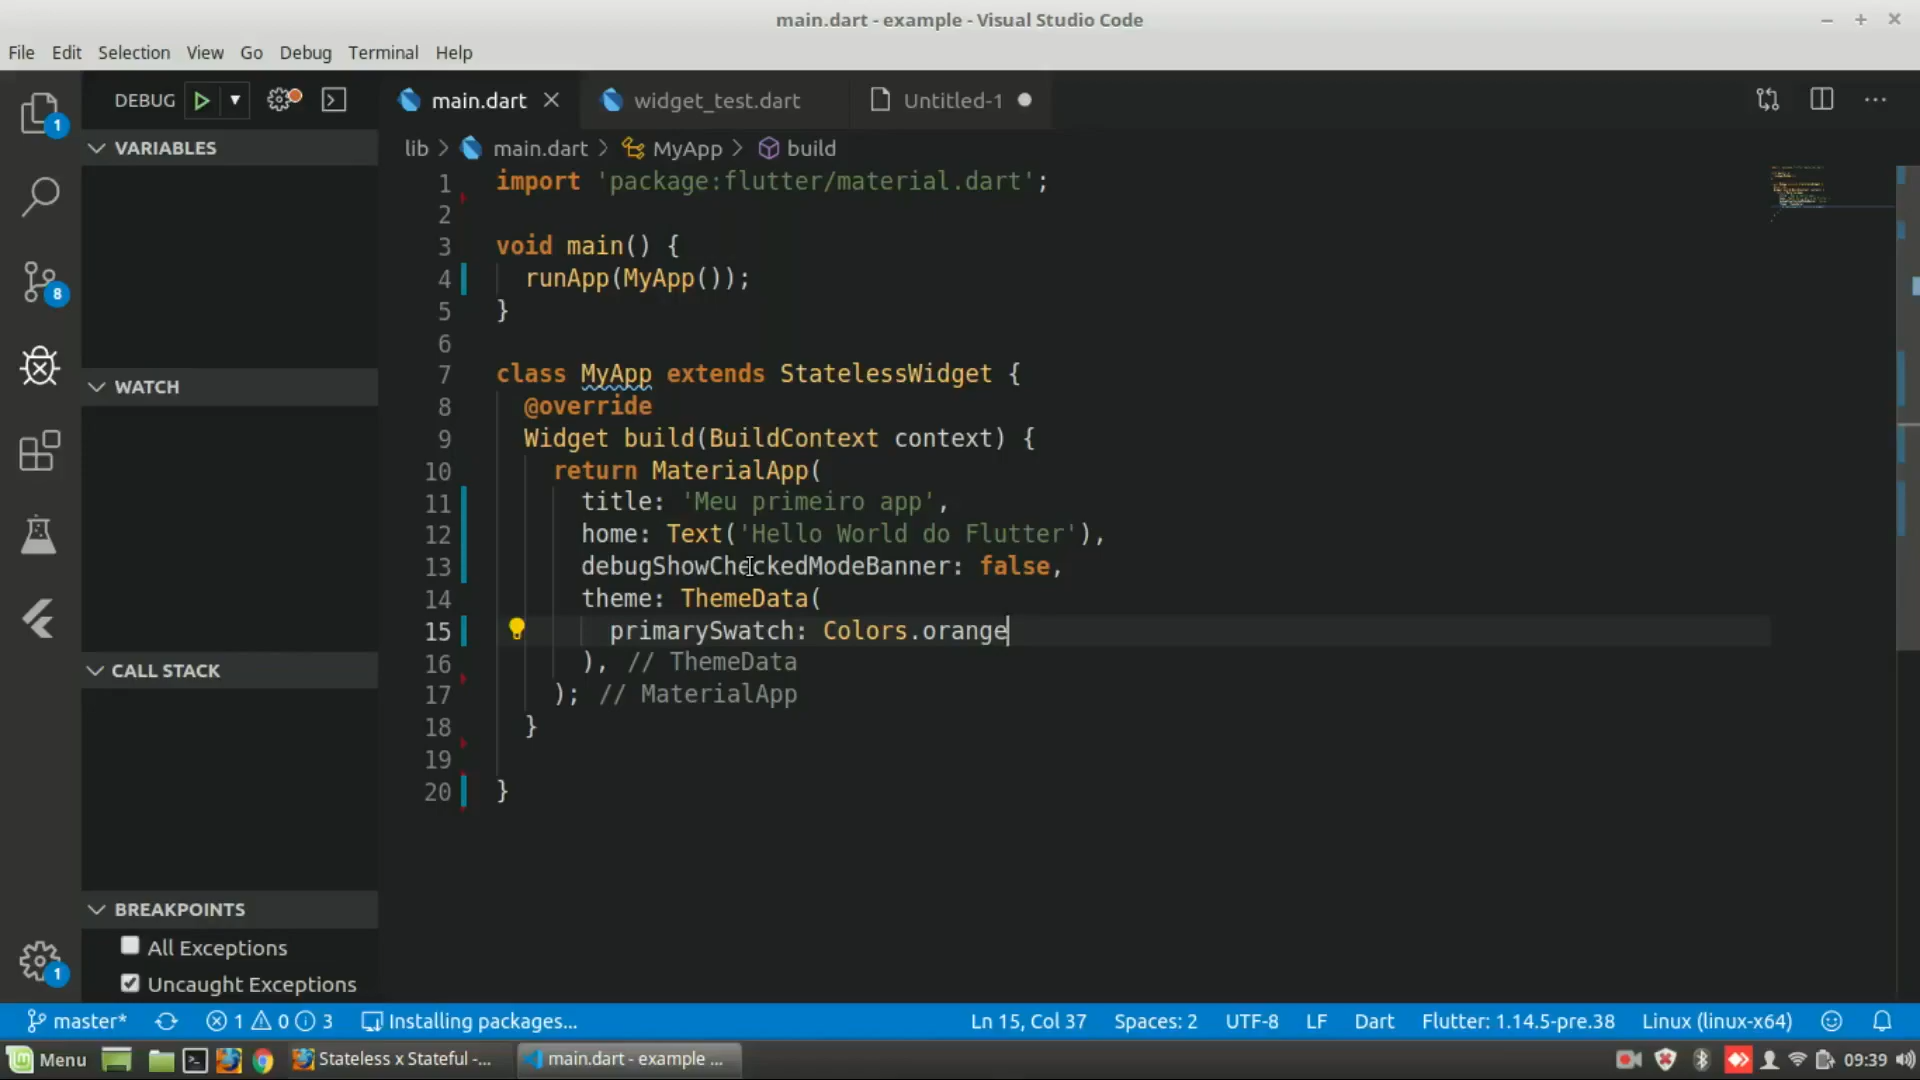 main.dart - example - Visual Studio Code
File Edit Selection View Go Debug Terminal Help
DEBUG main.dart widget_test.dart Untitled-1
1
VARIABLES
lib > main.dart > MyApp > build
1 import 'package:flutter/material.dart';
2
3 void main() {
4 runApp(MyApp());
8
5 }
6
7 class MyApp extends StatelessWidget {
WATCH
8 @override
9 Widget build(BuildContext context) {
10 return MaterialApp(
11 title: 'Meu primeiro app',
12 home: Text('Hello World do Flutter'),
13 debugShowCheckedModeBanner: false,
14 theme: ThemeData(
15 primarySwatch: Colors.orange
16 ), // ThemeData
CALL STACK
17 ); // MaterialApp
18 }
19
20 }
BREAKPOINTS
All Exceptions
1
Uncaught Exceptions
master* 1 0 3 Installing packages... Ln 15, Col 37 Spaces: 2 UTF-8 LF Dart Flutter: 1.14.5-pre.38 Linux (linux-x64)
Menu Stateless x Stateful -... main.dart - example ... 09:39